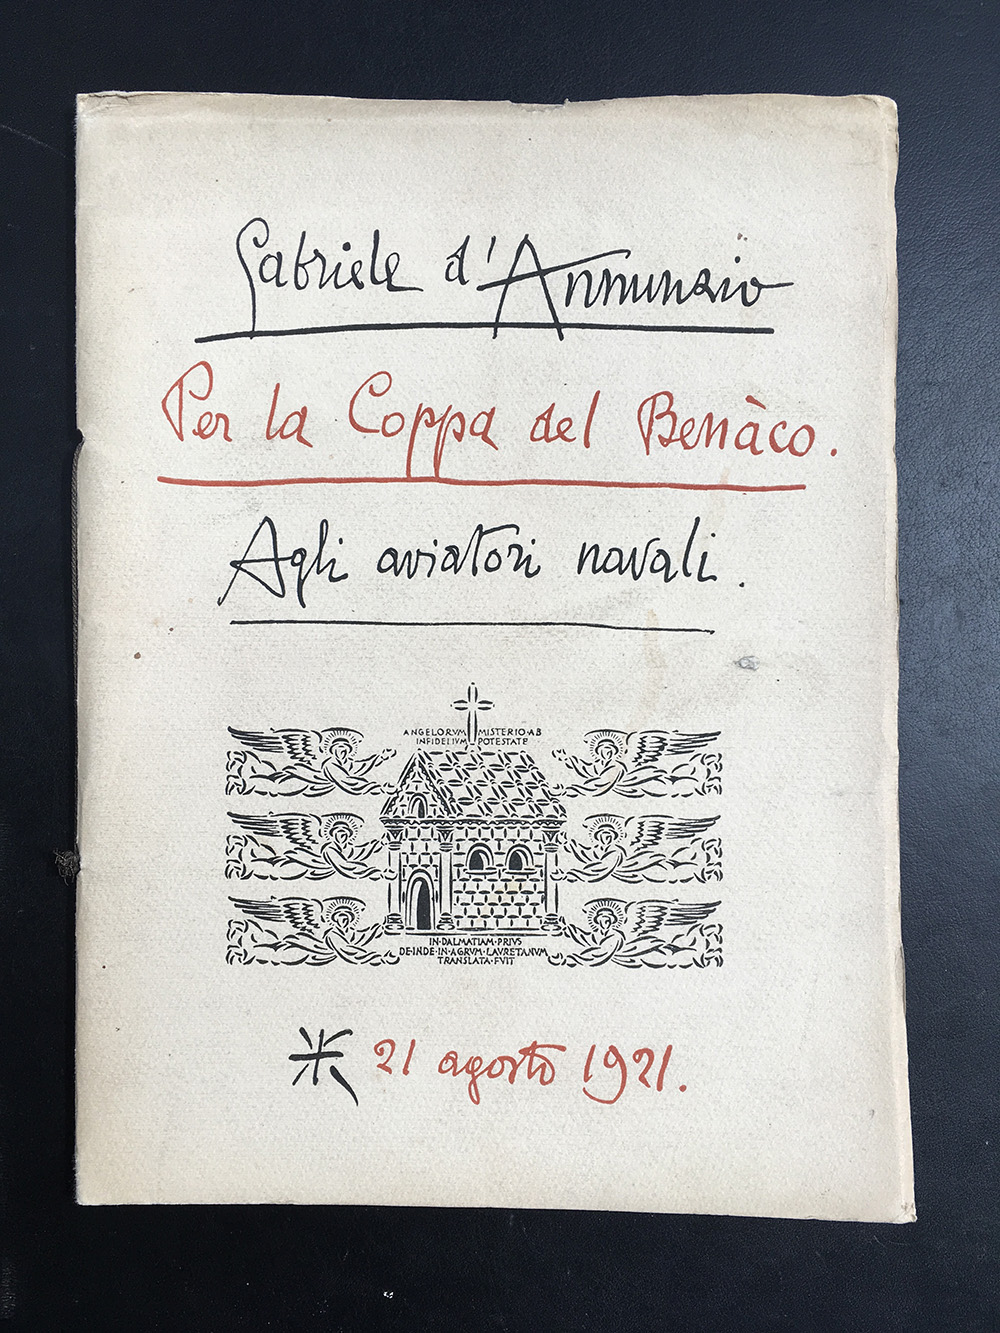 Gabriele d'Annunzio
Per la Coppa del Benàco.
Agli aviatori navali.
ANGELORVM MISTERIO·AB
INFIDELIVM POTESTATE
IN·DALMATIAM·PRIVS
DE·INDE·IN·AGRVM·LAVRETANVM
TRANSLATA·FVIT
21 agosto 1921.